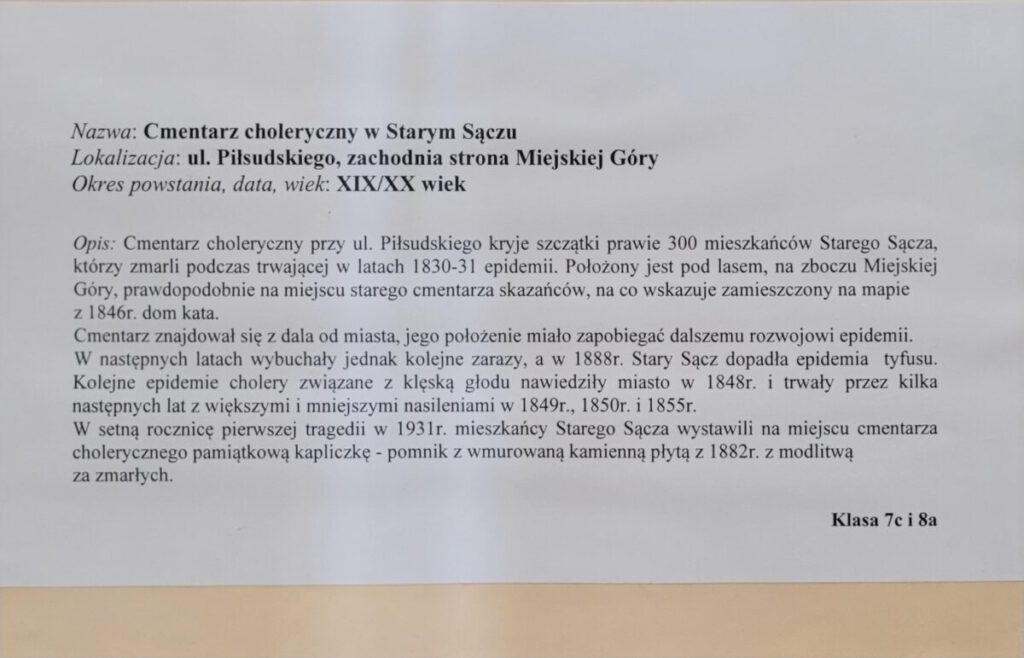 Nazwa: Cmentarz choleryczny w Starym Sączu
Lokalizacja: ul. Piłsudskiego, zachodnia strona Miejskiej Góry
Okres powstania, data, wiek: XIX/XX wiek
Opis: Cmentarz choleryczny przy ul. Piłsudskiego kryje szczątki prawie 300 mieszkańców Starego Sącza,
którzy zmarli podczas trwającej w latach 1830-31 epidemii. Położony jest pod lasem, na zboczu Miejskiej
Góry, prawdopodobnie na miejscu starego cmentarza skazańców, na co wskazuje zamieszczony na mapie
z 1846r. dom kata.
Cmentarz znajdował się z dala od miasta, jego położenie miało zapobiegać dalszemu rozwojowi epidemii.
W następnych latach wybuchały jednak kolejne zarazy, a w 1888r. Stary Sącz dopadła epidemia tyfusu.
Kolejne epidemie cholery związane z klęską głodu nawiedziły miasto w 1848r. i trwały przez kilka
następnych lat z większymi i mniejszymi nasileniami w 1849r., 1850r. i 1855r.
W setną rocznicę pierwszej tragedii w 1931r. mieszkańcy Starego Sącza wystawili na miejscu cmentarza
cholerycznego pamiątkową kapliczkę - pomnik z wmurowaną kamienną płytą z 1882r. z modlitwą
za zmarłych.
Klasa 7c i 8a